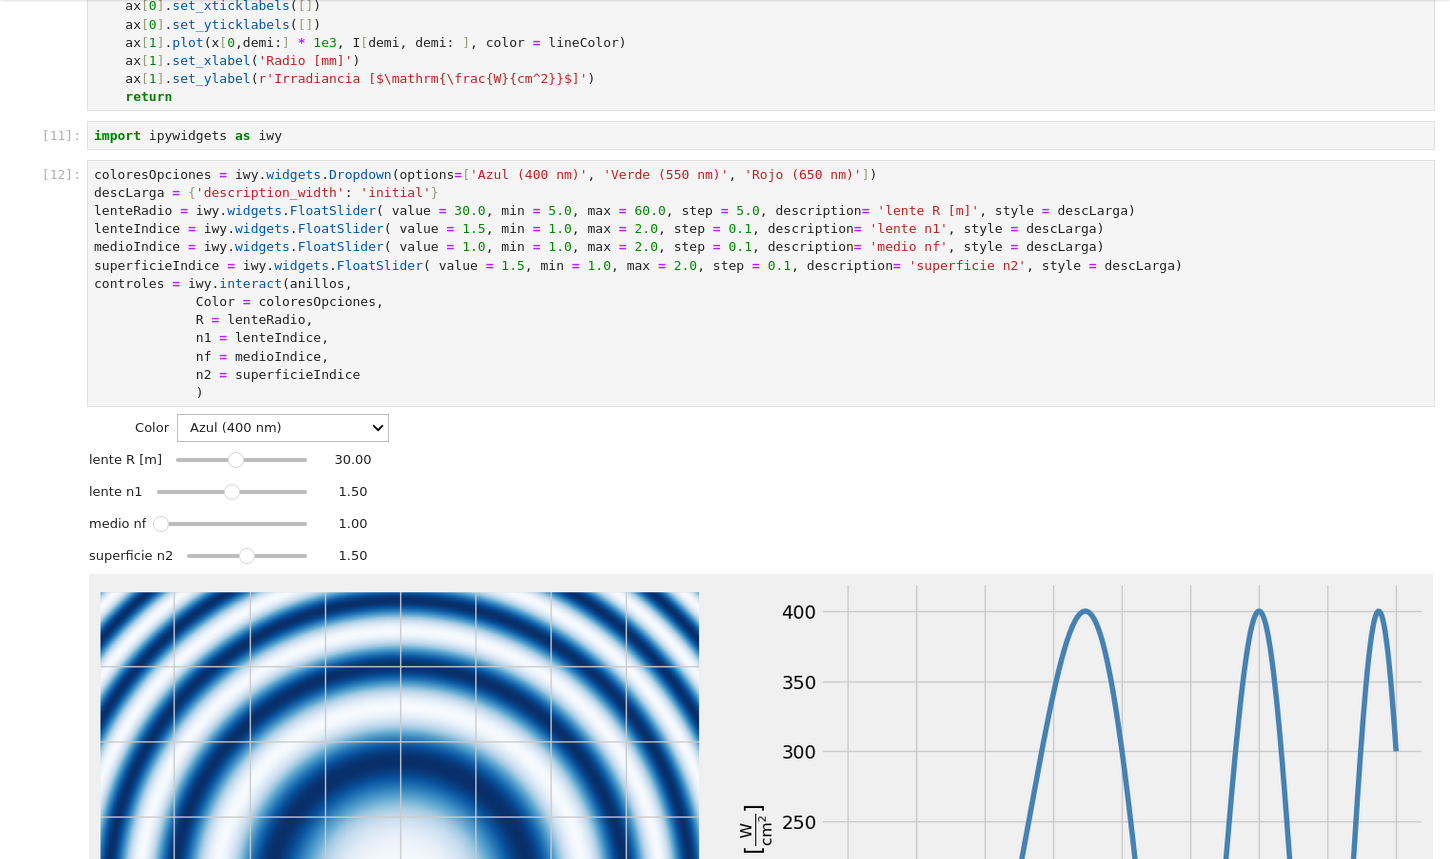 ax[0].set_xticklabels([])
    ax[0].set_yticklabels([])
    ax[1].plot(x[0,demi:] * 1e3, I[demi, demi: ], color = lineColor)
    ax[1].set_xlabel('Radio [mm]')
    ax[1].set_ylabel(r'Irradiancia [$\mathrm{\frac{W}{cm^2}}$]')
    return
[11]: import ipywidgets as iwy
[12]: coloresOpciones = iwy.widgets.Dropdown(options=['Azul (400 nm)', 'Verde (550 nm)', 'Rojo (650 nm)'])
descLarga = {'description_width': 'initial'}
lenteRadio = iwy.widgets.FloatSlider( value = 30.0, min = 5.0, max = 60.0, step = 5.0, description= 'lente R [m]', style = descLarga)
lenteIndice = iwy.widgets.FloatSlider( value = 1.5, min = 1.0, max = 2.0, step = 0.1, description= 'lente n1', style = descLarga)
medioIndice = iwy.widgets.FloatSlider( value = 1.0, min = 1.0, max = 2.0, step = 0.1, description= 'medio nf', style = descLarga)
superficieIndice = iwy.widgets.FloatSlider( value = 1.5, min = 1.0, max = 2.0, step = 0.1, description= 'superficie n2', style = descLarga)
controles = iwy.interact(anillos,
             Color = coloresOpciones,
             R = lenteRadio,
             n1 = lenteIndice,
             nf = medioIndice,
             n2 = superficieIndice
             )
Color Azul (400 nm)
lente R [m] 30.00
lente n1 1.50
medio nf 1.00
superficie n2 1.50
400
350
300
250
[W/cm²]